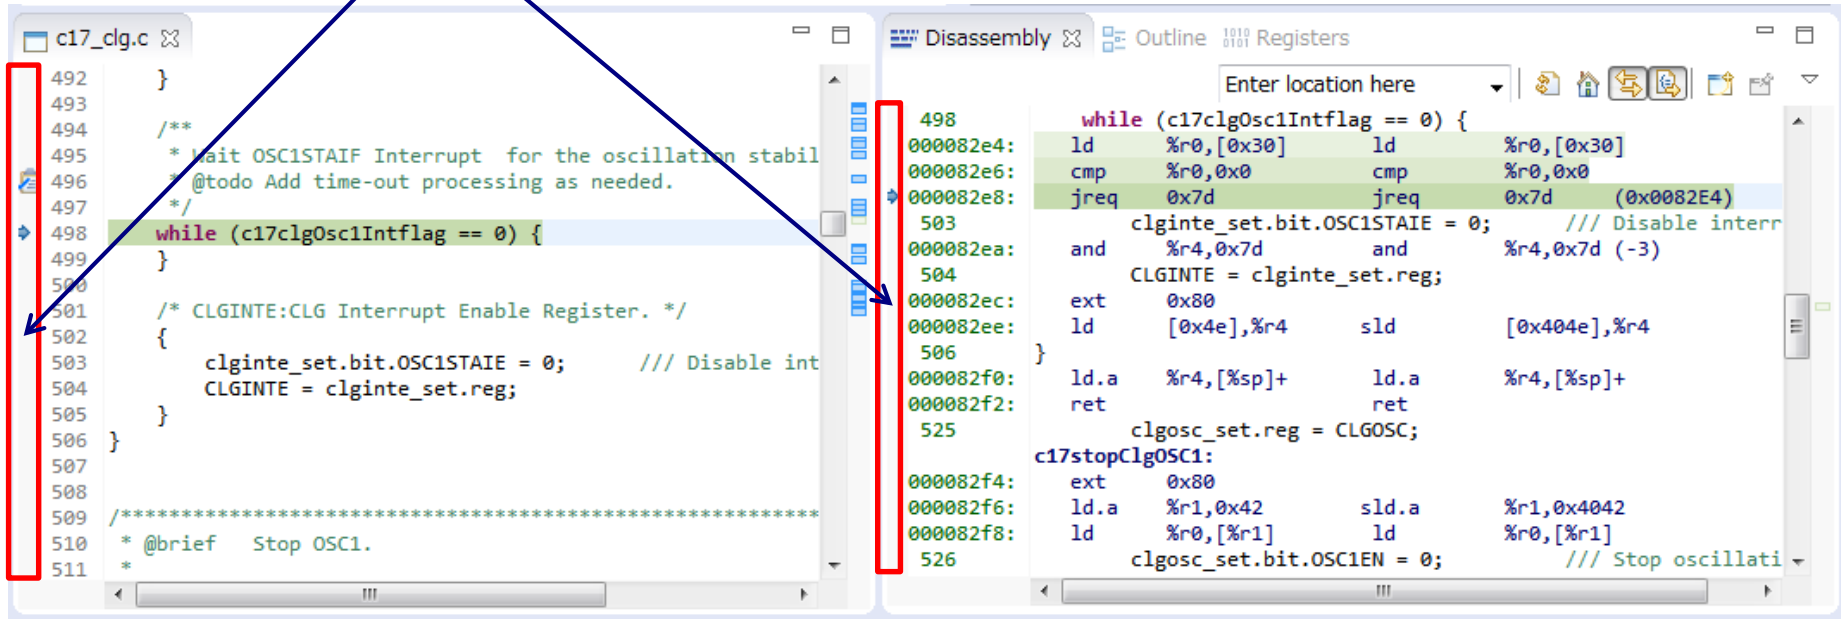 c17_clg.c
492 }
493
494 /**
495 * Wait OSC1STAIF Interrupt for the oscillation stabil
496 * @todo Add time-out processing as needed.
497 */
498 while (c17clgOsc1Intflag == 0) {
499 }
500
501 /* CLGINTE:CLG Interrupt Enable Register. */
502 {
503 clginte_set.bit.OSC1STAIE = 0; /// Disable int
504 CLGINTE = clginte_set.reg;
505 }
506 }
507
508
509 /**********************************************************
510 * @brief Stop OSC1.
511 *
Disassembly Outline Registers
Enter location here
498 while (c17clgOsc1Intflag == 0) {
000082e4: ld %r0,[0x30] ld %r0,[0x30]
000082e6: cmp %r0,0x0 cmp %r0,0x0
000082e8: jreq 0x7d jreq 0x7d (0x0082E4)
503 clginte_set.bit.OSC1STAIE = 0; /// Disable interr
000082ea: and %r4,0x7d and %r4,0x7d (-3)
504 CLGINTE = clginte_set.reg;
000082ec: ext 0x80
000082ee: ld [0x4e],%r4 sld [0x404e],%r4
506 }
000082f0: ld.a %r4,[%sp]+ ld.a %r4,[%sp]+
000082f2: ret ret
525 clgosc_set.reg = CLGOSC;
c17stopClgOSC1:
000082f4: ext 0x80
000082f6: ld.a %r1,0x42 sld.a %r1,0x4042
000082f8: ld %r0,[%r1] ld %r0,[%r1]
526 clgosc_set.bit.OSC1EN = 0; /// Stop oscillati